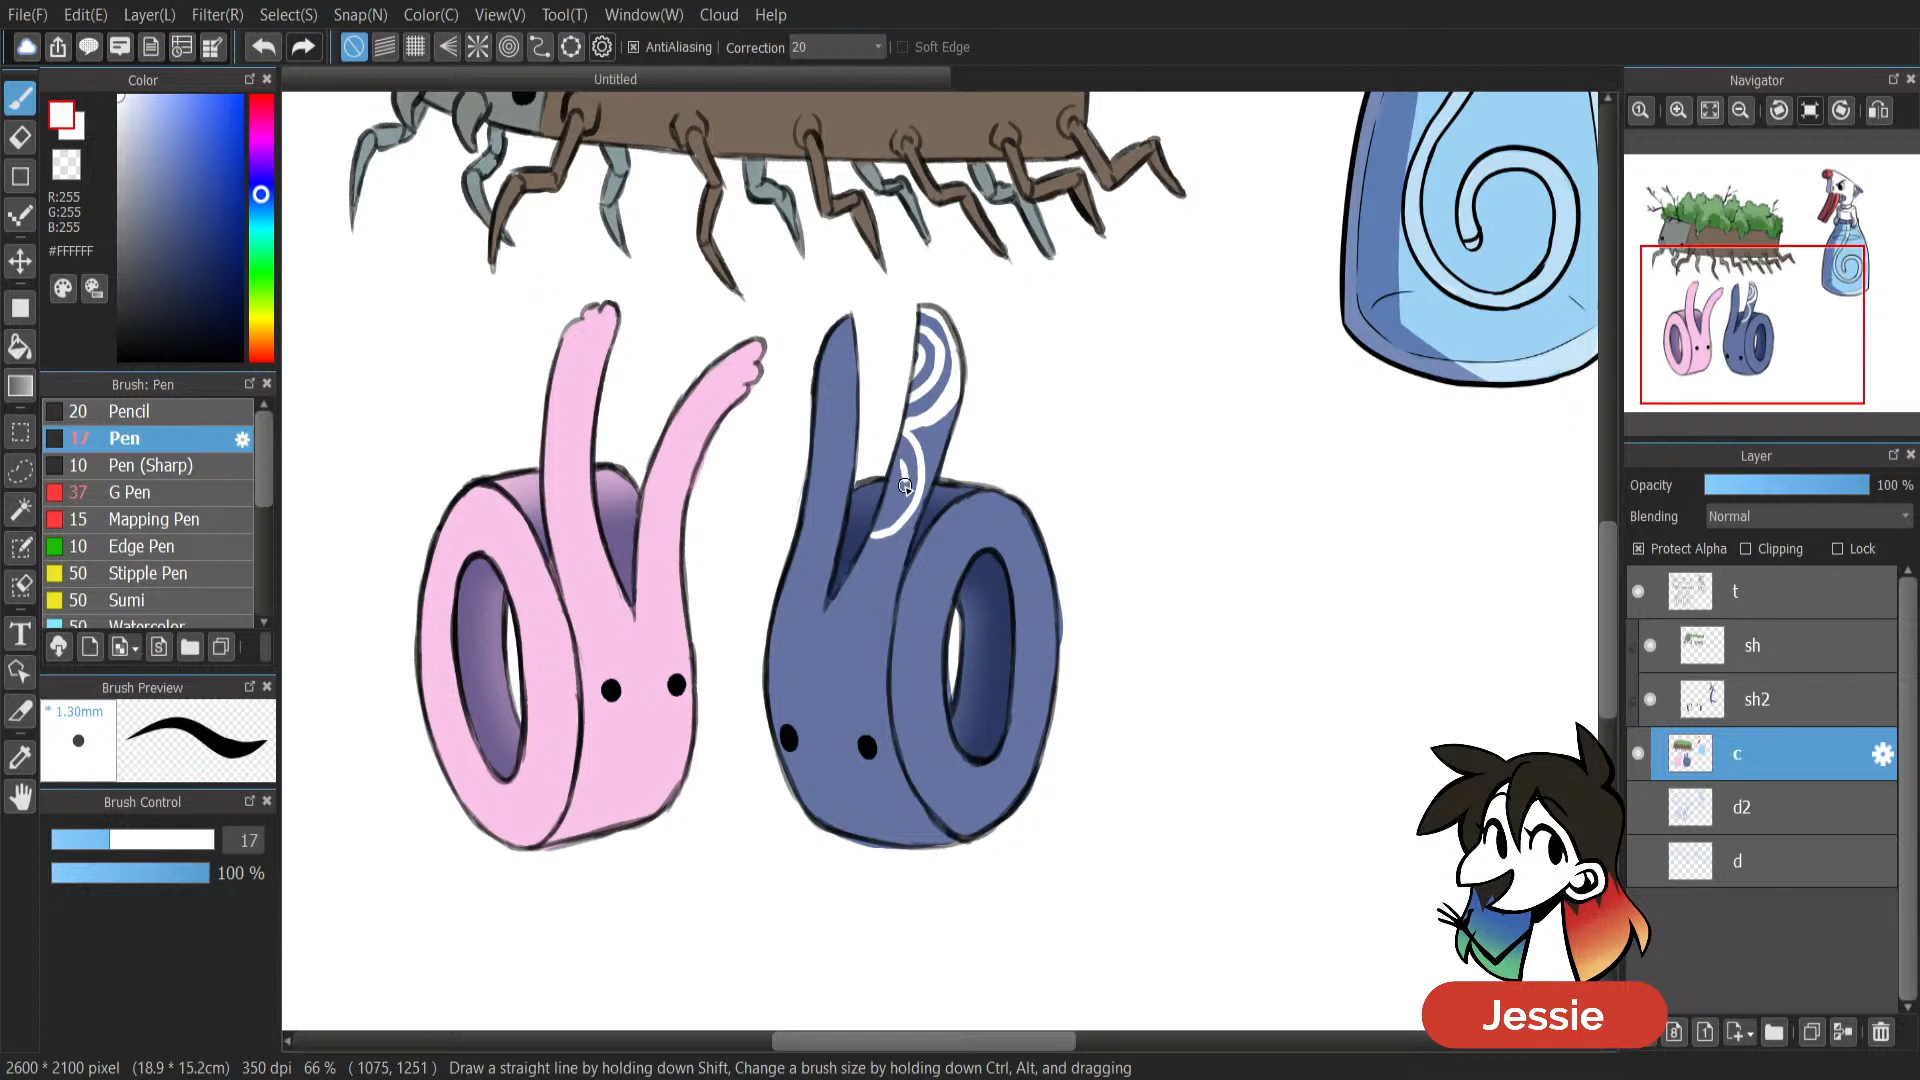 File(F) Edit(E) Layer(L) Filter(R) Select(S) Snap(N) Color(C) View(V) Tool(T) Window(W) Cloud Help
AntiAliasing Correction 20 Soft Edge
Color
Untitled
Navigator
R:255
G:255
B:255
#FFFFFF
Brush: Pen
20 Pencil
17 Pen
10 Pen (Sharp)
37 G Pen
15 Mapping Pen
10 Edge Pen
50 Stipple Pen
50 Sumi
50 Watercolor
Brush Preview
* 1.30mm
Brush Control
17
100 %
Layer
Opacity 100 %
Blending Normal
Protect Alpha Clipping Lock
t
sh
sh2
c
d2
d
Jessie
2600 * 2100 pixel (18.9 * 15.2cm) 350 dpi 66 % ( 1075, 1251 ) Draw a straight line by holding down Shift, Change a brush size by holding down Ctrl, Alt, and dragging